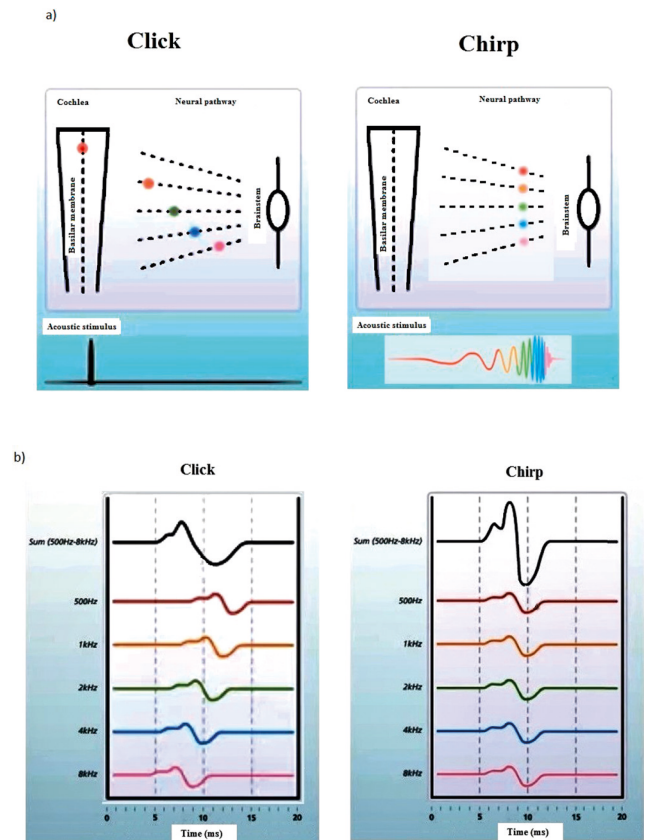 a)
Click
Chirp
Cochlea
Neural pathway
Basilar membrane
Brainstem
Acoustic stimulus
Cochlea
Neural pathway
Basilar membrane
Brainstem
Acoustic stimulus
b)
Click
Chirp
Sum (500Hz-8kHz)
500Hz
1kHz
2kHz
4kHz
8kHz
0 5 10 15 20
Time (ms)
Sum (500Hz-8kHz)
500Hz
1kHz
2kHz
4kHz
8kHz
0 5 10 15 20
Time (ms)